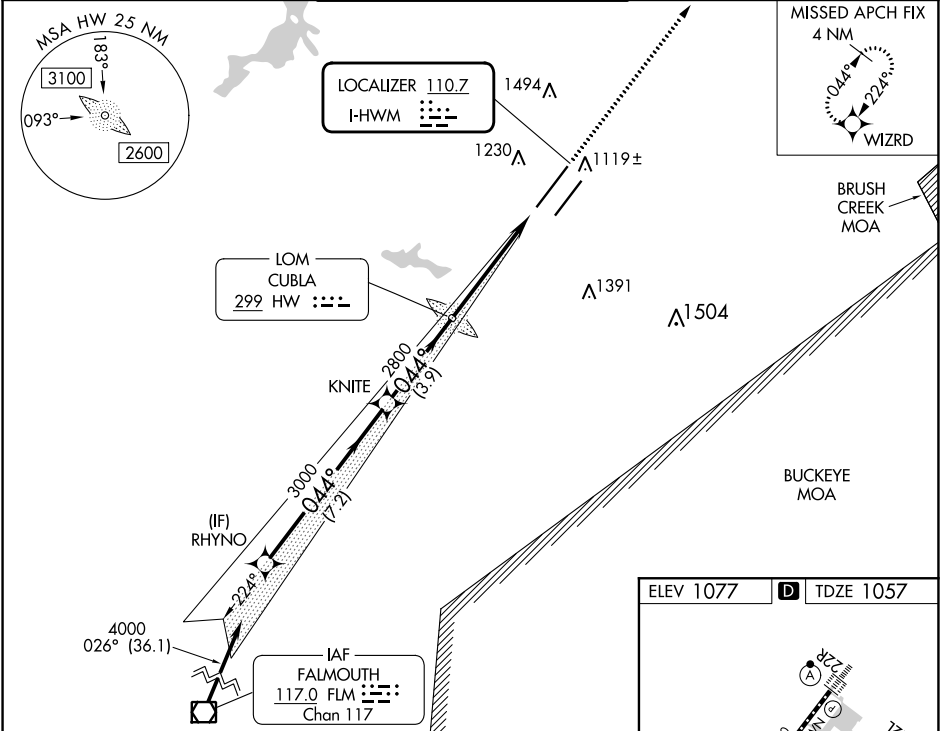 MSA HW 25 NM
183°
3100
093°
2600
LOCALIZER 110.7
I-HWM
1494
1230
1119±
MISSED APCH FIX
4 NM
044°
224°
WIZRD
BRUSH
CREEK
MOA
LOM
CUBLA
299 HW
1391
1504
2800
044°
(3.9)
KNITE
3000
044°
(7.2)
(IF)
RHYNO
224°
BUCKEYE
MOA
4000
026° (36.1)
IAF
FALMOUTH
117.0 FLM
Chan 117
ELEV 1077
D
TDZE 1057
22R
A
P